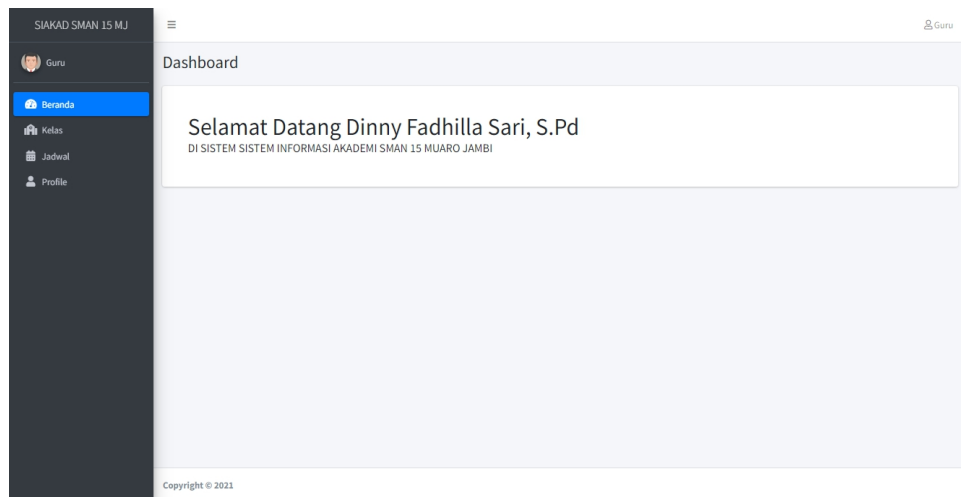 SIAKAD SMAN 15 MJ
Guru
Guru
Beranda
Kelas
Jadwal
Profile
Dashboard
Selamat Datang Dinny Fadhilla Sari, S.Pd
DI SISTEM SISTEM INFORMASI AKADEMI SMAN 15 MUARO JAMBI
Copyright © 2021